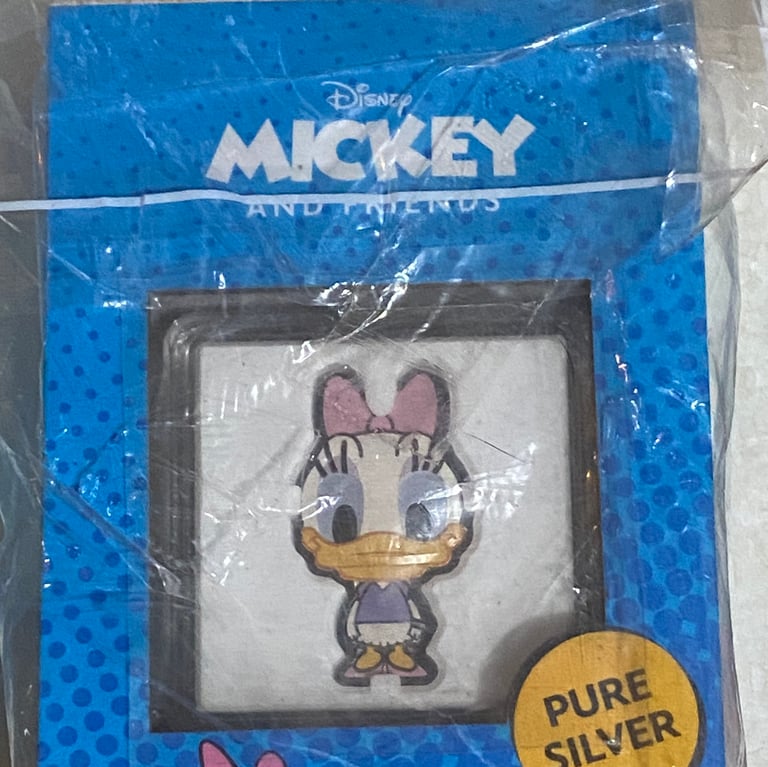 Disney
MICKEY
AND FRIENDS
PURE
SILVER